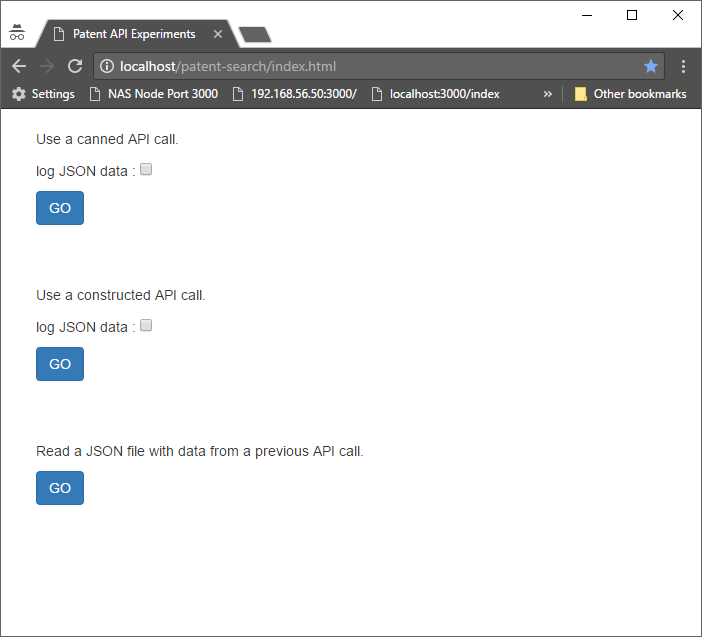 Patent API Experiments
localhost/patent-search/index.html
Settings NAS Node Port 3000 192.168.56.50:3000/ localhost:3000/index » Other bookmarks
Use a canned API call.
log JSON data :
GO
Use a constructed API call.
log JSON data :
GO
Read a JSON file with data from a previous API call.
GO